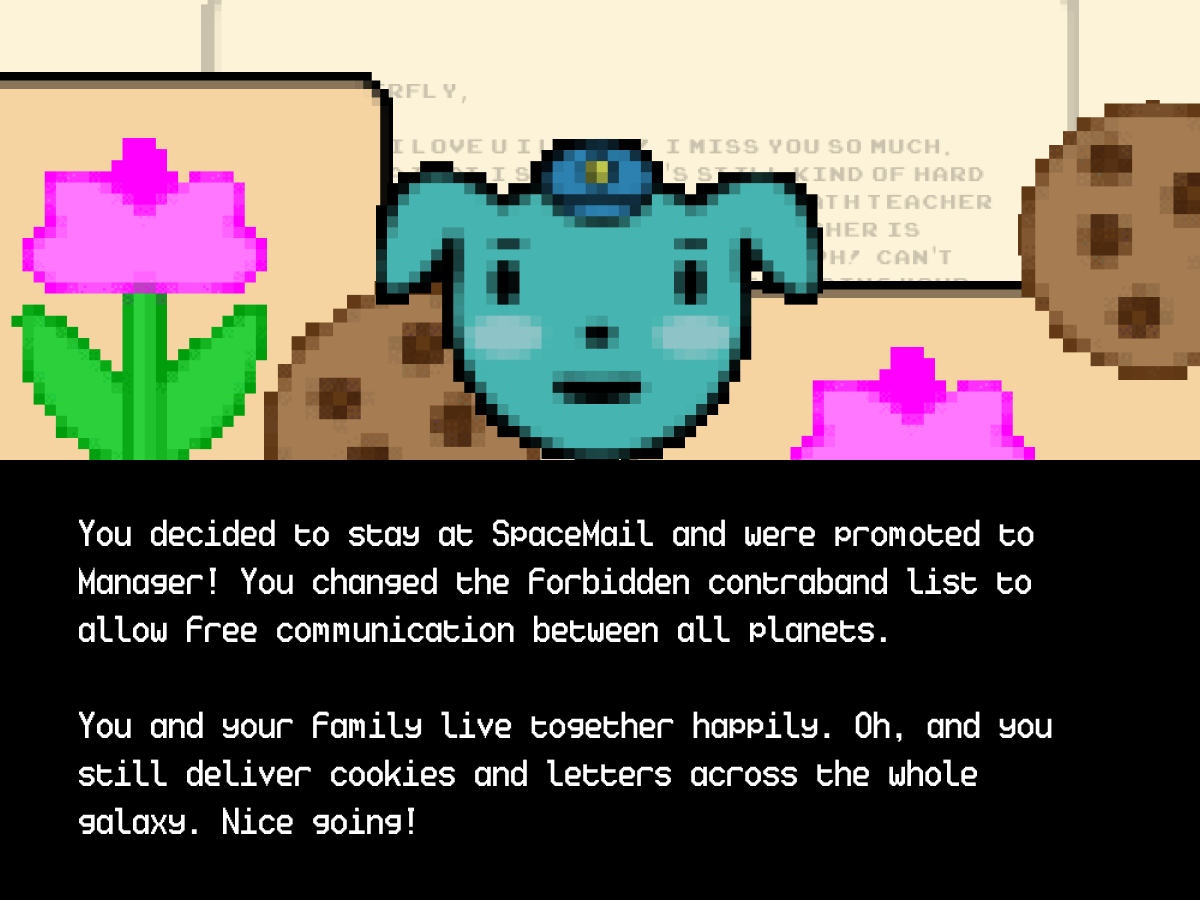 RFLY,
I LOVE U I MISS YOU SO MUCH.
STILL KIND OF HARD
TEACHER
IS
CAN'T
You decided to stay at SpaceMail and were promoted to
Manager! You changed the forbidden contraband list to
allow free communication between all planets.
You and your family live together happily. Oh, and you
still deliver cookies and letters across the whole
galaxy. Nice going!